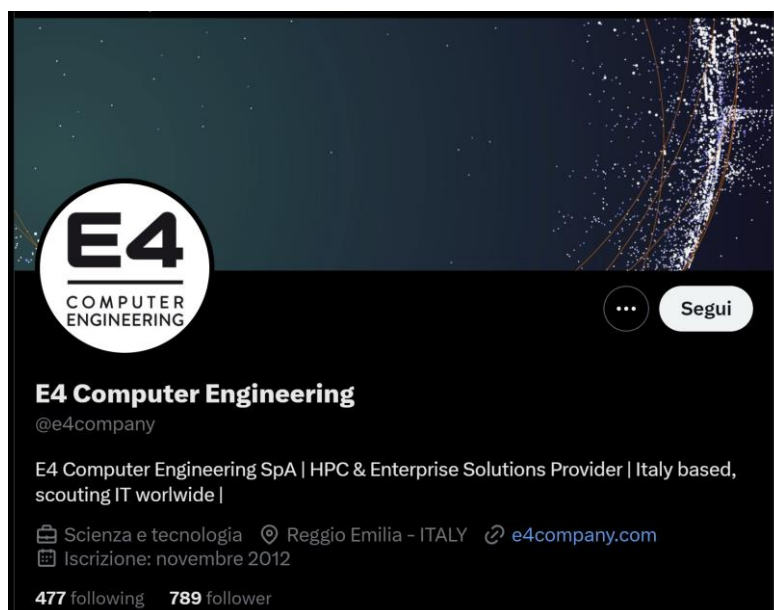 E4
COMPUTER
ENGINEERING
Segui
E4 Computer Engineering
@e4company
E4 Computer Engineering SpA | HPC & Enterprise Solutions Provider | Italy based,
scouting IT worlwide |
Scienza e tecnologia Reggio Emilia - ITALY e4company.com
Iscrizione: novembre 2012
477 following 789 follower